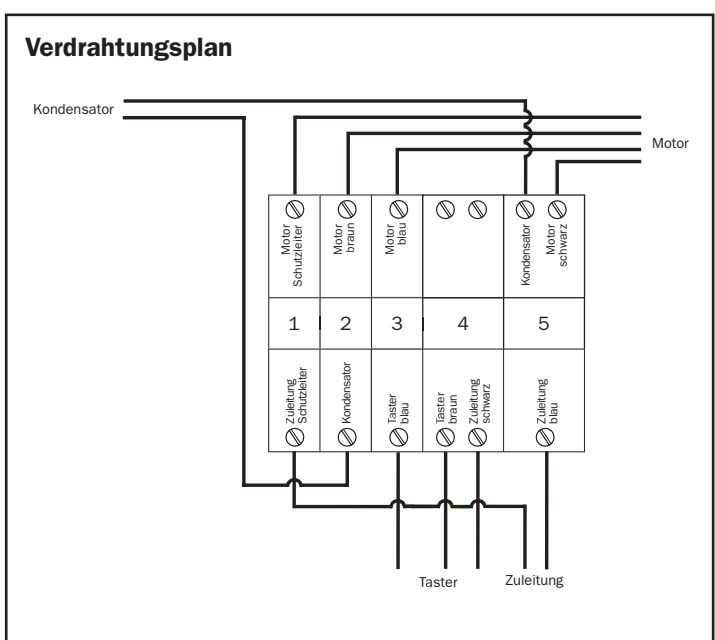 Verdrahtungsplan
Kondensator
Motor
Motor
Schutzleiter
Motor
braun
Motor
blau
Kondensator
Motor
schwarz
1
2
3
4
5
Zuleitung
Schutzleiter
Kondensator
Taster
blau
Taster
braun
Zuleitung
schwarz
Zuleitung
blau
Taster
Zuleitung